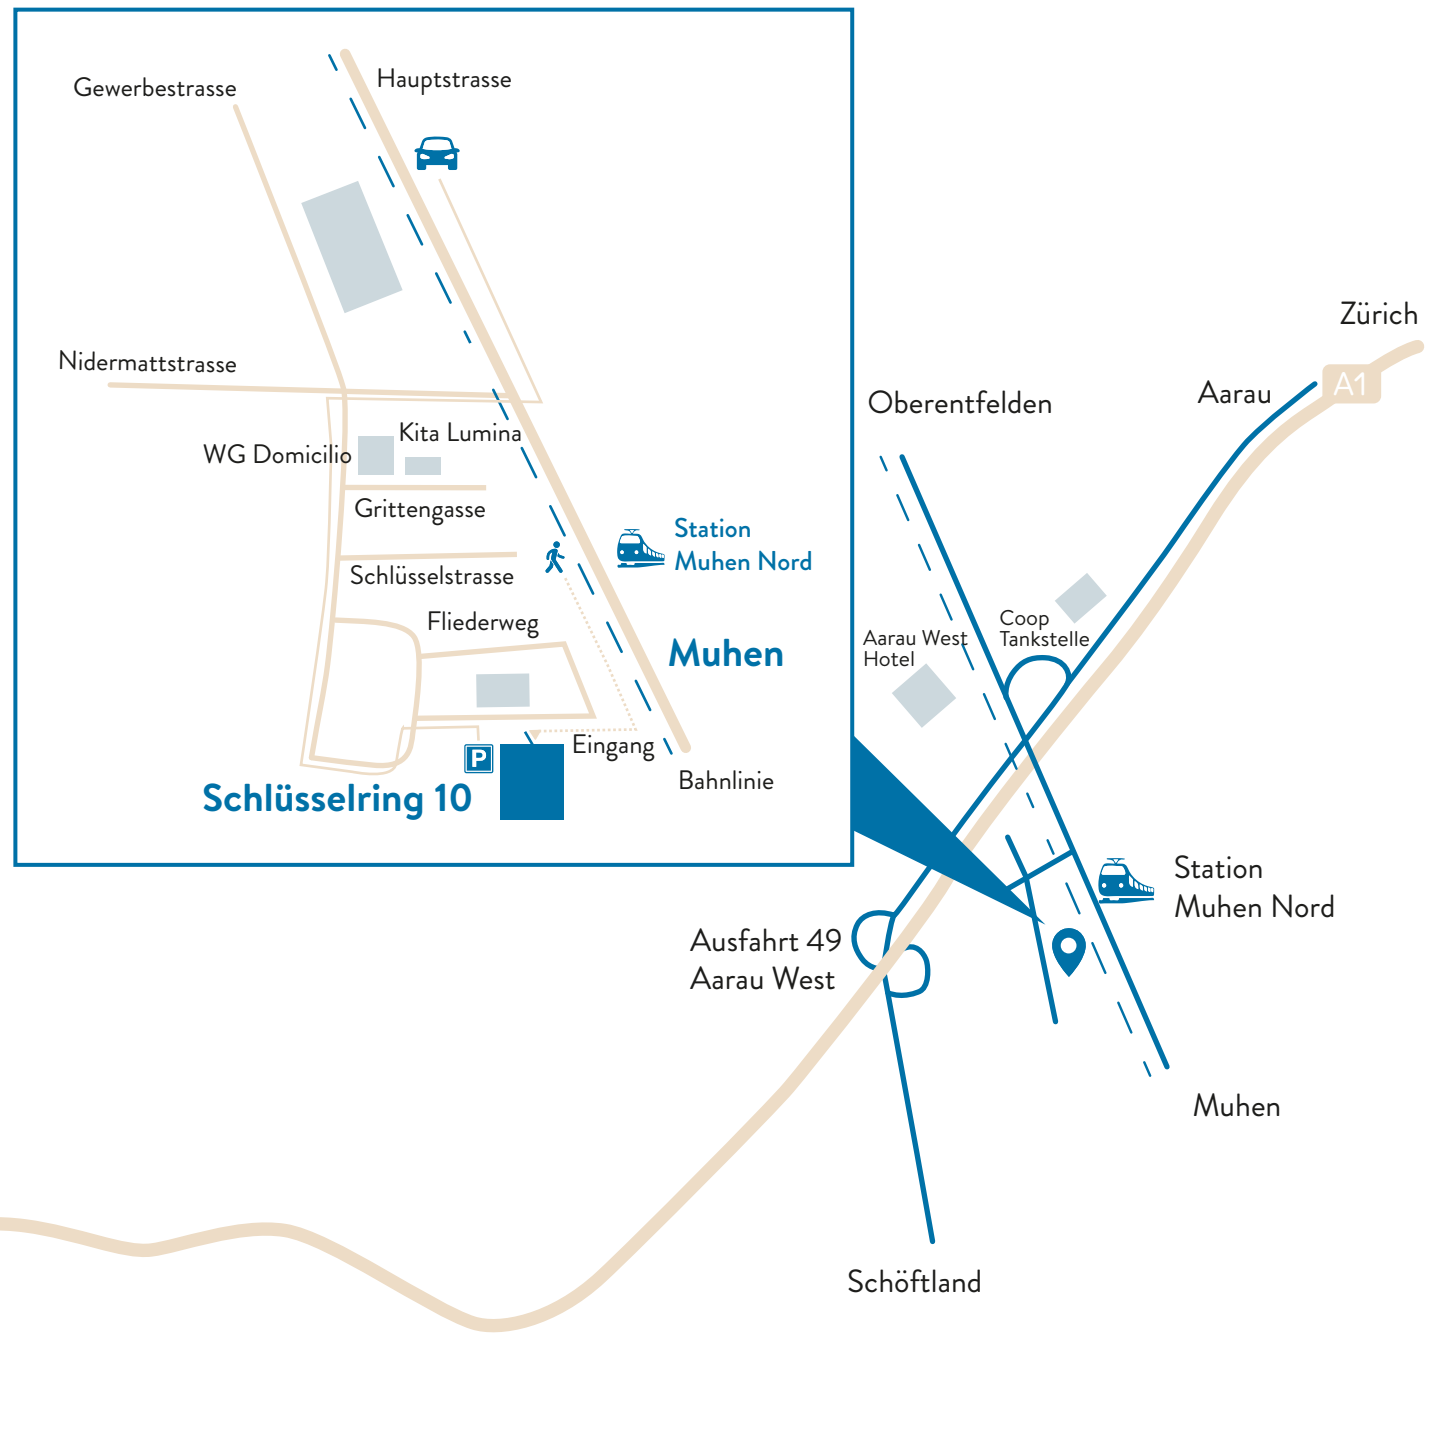 Hauptstrasse
Gewerbestrasse
Nidermattstrasse
Kita Lumina
WG Domicilio
Grittengasse
Station
Muhen Nord
Schlüsselstrasse
Fliederweg
Muhen
Eingang
P
Bahnlinie
Schlüsselring 10
Zürich
A1
Aarau
Oberentfelden
Coop
Tankstelle
Aarau West
Hotel
Station
Muhen Nord
Ausfahrt 49
Aarau West
Muhen
Schöftland